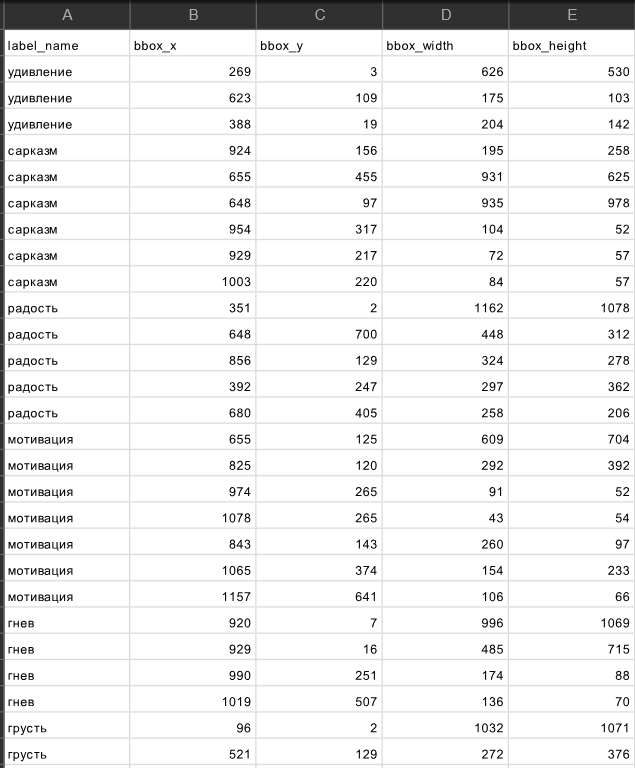 A B C D E
label_name bbox_x bbox_y bbox_width bbox_height
удивление 269 3 626 530
удивление 623 109 175 103
удивление 388 19 204 142
сарказм 924 156 195 258
сарказм 655 455 931 625
сарказм 648 97 935 978
сарказм 954 317 104 52
сарказм 929 217 72 57
сарказм 1003 220 84 57
радость 351 2 1162 1078
радость 648 700 448 312
радость 856 129 324 278
радость 392 247 297 362
радость 680 405 258 206
мотивация 655 125 609 704
мотивация 825 120 292 392
мотивация 974 265 91 52
мотивация 1078 265 43 54
мотивация 843 143 260 97
мотивация 1065 374 154 233
мотивация 1157 641 106 66
гнев 920 7 996 1069
гнев 929 16 485 715
гнев 990 251 174 88
гнев 1019 507 136 70
грусть 96 2 1032 1071
грусть 521 129 272 376